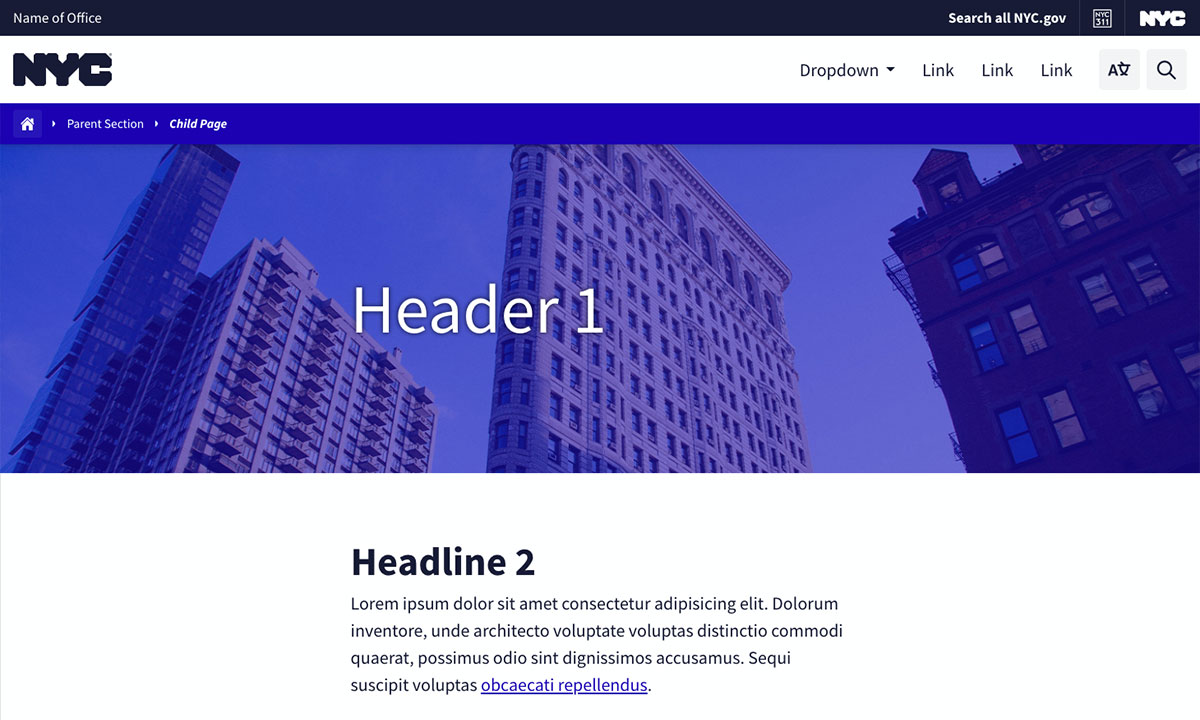 Name of Office
Search all NYC.gov
NYC
311
NYC
NYC
Dropdown
Link
Link
Link
A文
Parent Section
Child Page
Header 1
Headline 2
Lorem ipsum dolor sit amet consectetur adipisicing elit. Dolorum
inventore, unde architecto voluptate voluptas distinctio commodi
quaerat, possimus odio sint dignissimos accusamus. Sequi
suscipit voluptas obcaecati repellendus.